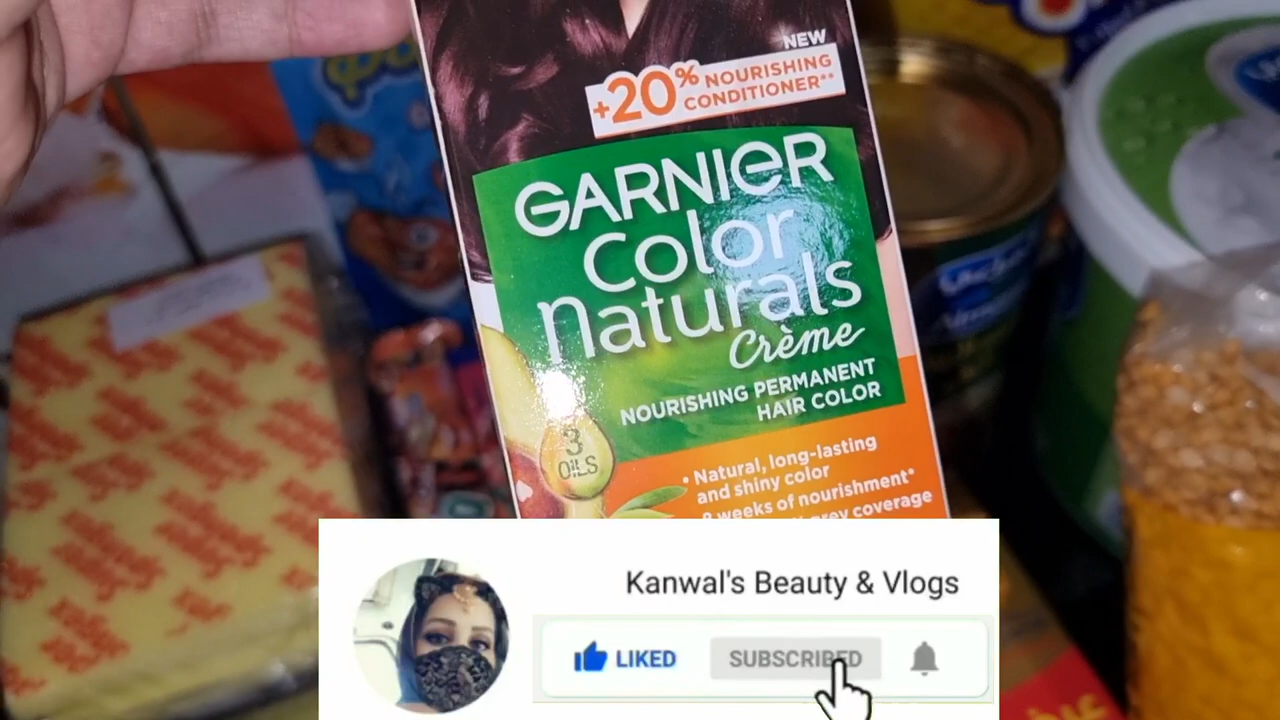 NEW
+20% NOURISHING
CONDITIONER**
GARNIER
color
naturals
Crème
NOURISHING PERMANENT
HAIR COLOR
3
OILS
• Natural, long-lasting
and shiny color
weeks of nourishment*
grey coverage
Kanwal's Beauty & Vlogs
LIKED
SUBSCRIBED